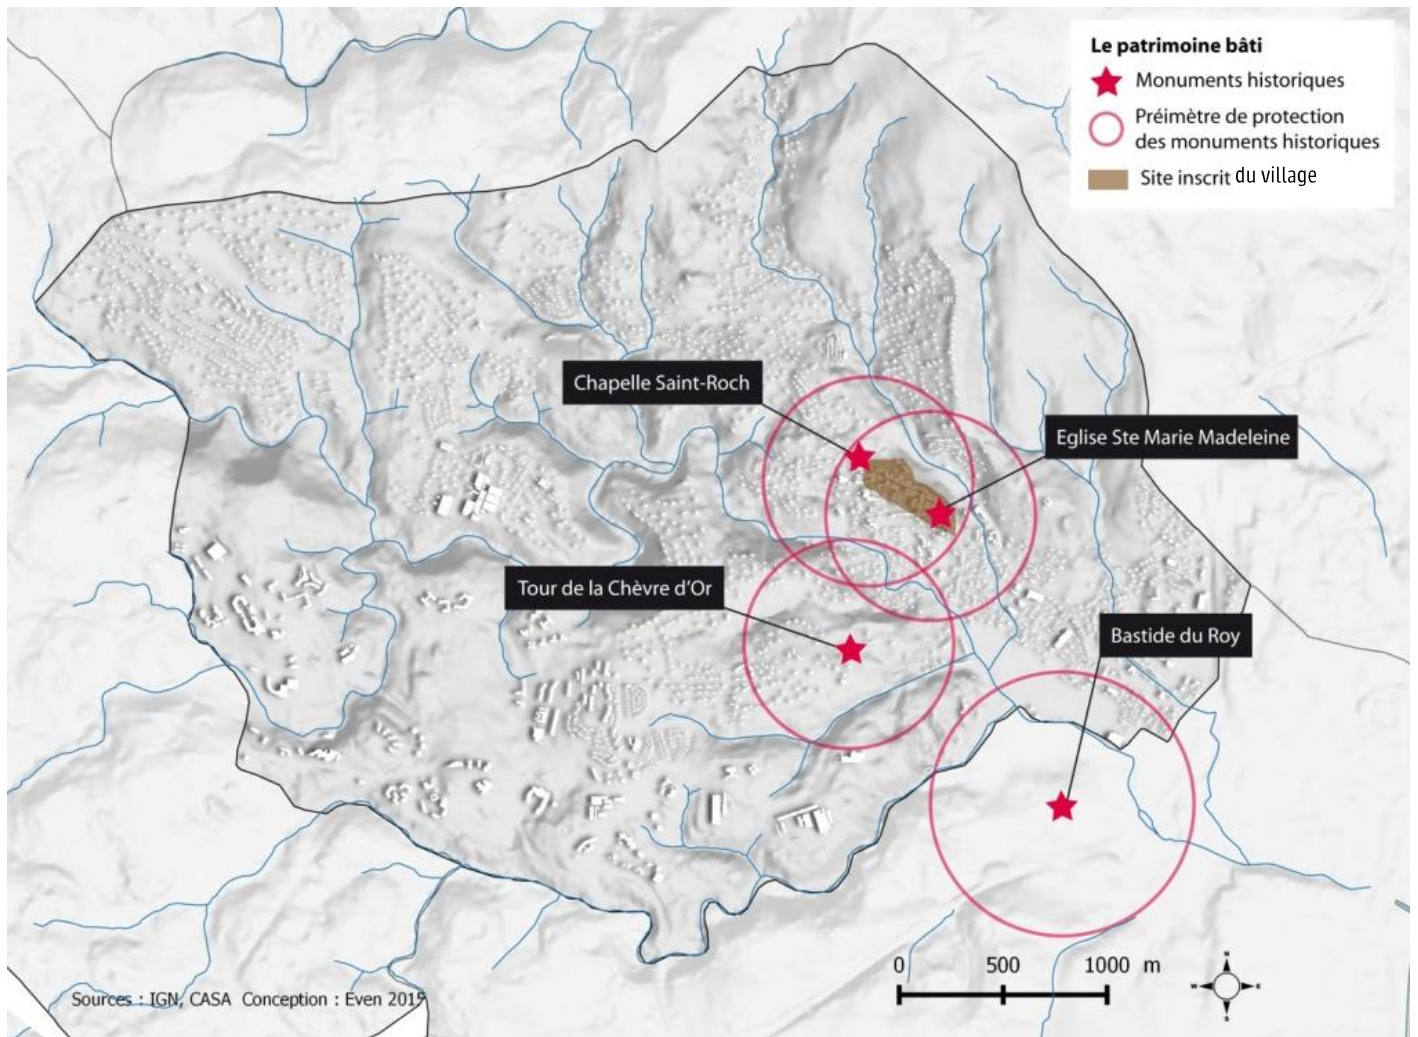 Le patrimoine bâti
Monuments historiques
Préimètre de protection
des monuments historiques
Site inscrit du village
Chapelle Saint-Roch
Eglise Ste Marie Madeleine
Tour de la Chèvre d'Or
Bastide du Roy
0 500 1000 m
N
W E
S
Sources : IGN, CASA Conception : Even 2015